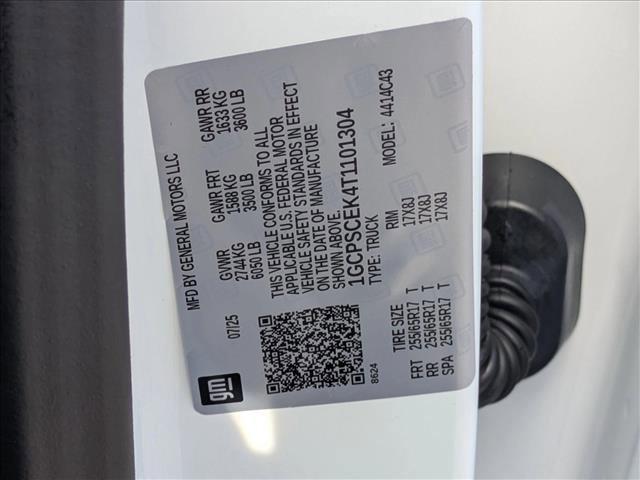 gm
07/25
MFD BY GENERAL MOTORS LLC
GVWR GAWR FRT GAWR RR
2744 KG 1588 KG 1633 KG
6050 LB 3500 LB 3600 LB
THIS VEHICLE CONFORMS TO ALL
APPLICABLE U.S. FEDERAL MOTOR
VEHICLE SAFETY STANDARDS IN EFFECT
ON THE DATE OF MANUFACTURE
SHOWN ABOVE.
1GCPSCEK4T1101304
TYPE: TRUCK MODEL: 4414C43
8624
TIRE SIZE RIM
FRT 255/65R17 T 17X8J
RR 255/65R17 T 17X8J
SPA 255/65R17 T 17X8J